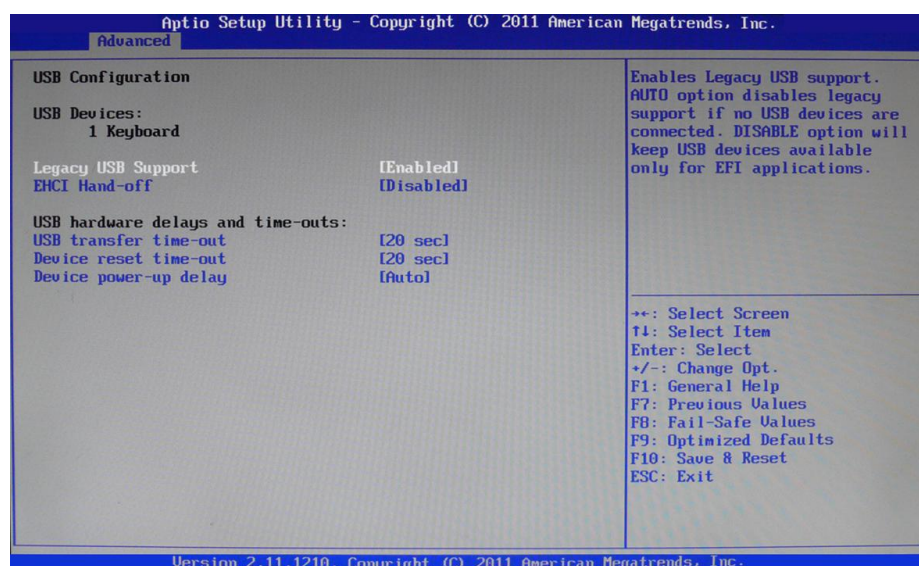 Aptio Setup Utility - Copyright (C) 2011 American Megatrends, Inc.
Advanced
USB Configuration
USB Devices:
1 Keyboard
Legacy USB Support [Enabled]
EHCI Hand-off [Disabled]
USB hardware delays and time-outs:
USB transfer time-out [20 sec]
Device reset time-out [20 sec]
Device power-up delay [Auto]
Enables Legacy USB support.
AUTO option disables legacy
support if no USB devices are
connected. DISABLE option will
keep USB devices available
only for EFI applications.
→←: Select Screen
↑↓: Select Item
Enter: Select
+/-: Change Opt.
F1: General Help
F7: Previous Values
F8: Fail-Safe Values
F9: Optimized Defaults
F10: Save & Reset
ESC: Exit
Version 2.11.1210. Copyright (C) 2011 American Megatrends, Inc.